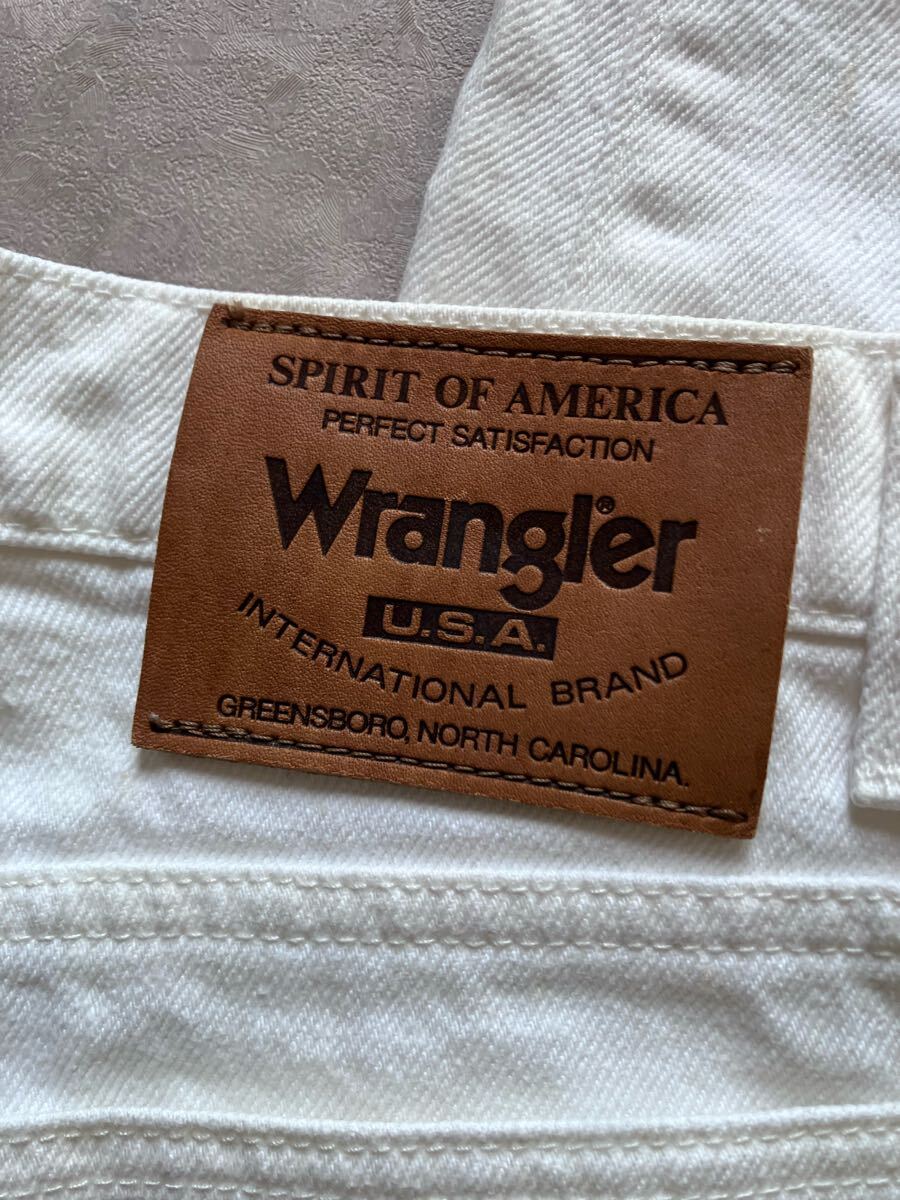 SPIRIT OF AMERICA
PERFECT SATISFACTION
Wrangler®
U.S.A.
INTERNATIONAL BRAND
GREENSBORO, NORTH CAROLINA.